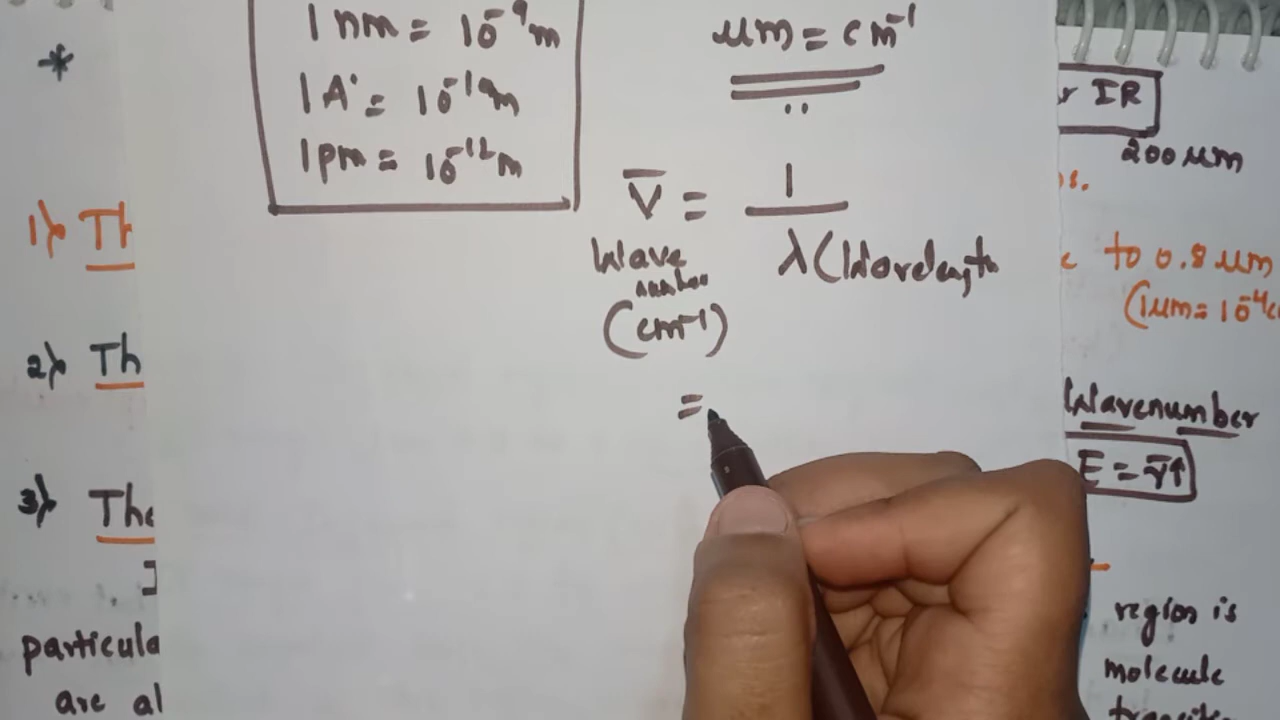 1 nm = 10⁻⁹m
1 A° = 10⁻¹⁰m
1 pm = 10⁻¹²m
μm = cm⁻¹
ν̅ = 1
λ (Wavelength
Wave
number
(cm⁻¹)
=
*
1) Th
2) Th
3) The
particula
are al
r IR
200 μm
s.
to 0.8 μm
(1μm = 10⁻⁴c
Wavenumber
E = ν̅↑
region is
molecule